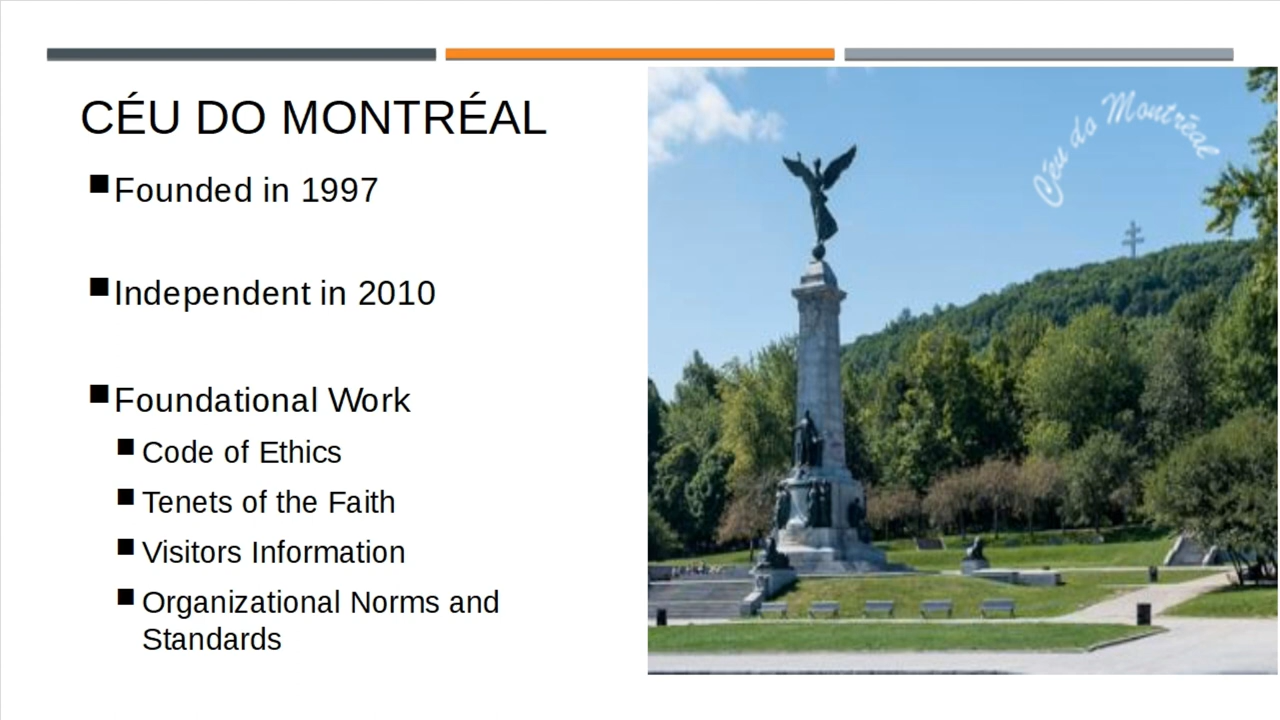 CÉU DO MONTRÉAL
Founded in 1997
Independent in 2010
Foundational Work
Code of Ethics
Tenets of the Faith
Visitors Information
Organizational Norms and
Standards
Céu do Montréal